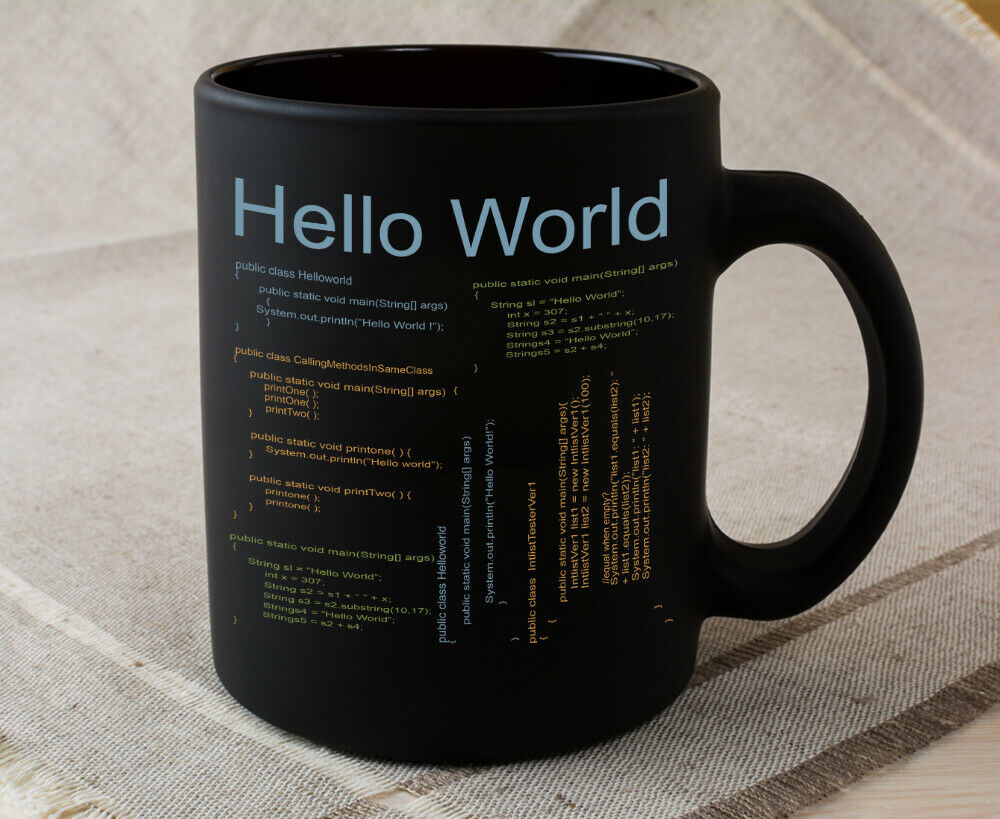 Hello World
public class Helloworld
{
public static void main(String[] args)
{
System.out.println("Hello World !");
}
}
public class CallingMethodsInSameClass
{
public static void main(String[] args) {
printOne( );
printOne( );
printTwo( );
}
public static void printone( ) {
System.out.println("Hello world");
}
public static void printTwo( ) {
printone( );
printone( );
}
}
public static void main(String[] args)
{
String sl = "Hello World";
int x = 307;
String s2 = s1 + " " + x;
String s3 = s2.substring(10,17);
Strings4 = "Hello World";
Strings5 = s2 + s4;
}
public static void main(String[] args)
{
String sl = "Hello World";
int x = 307;
String s2 = s1 + " " + x;
String s3 = s2.substring(10,17);
Strings4 = "Hello World";
Strings5 = s2 + s4;
}
public class Helloworld
{
public static void main(String[] args)
System.out.println("Hello World!");
}
}
public class IntlistTesterVer1
{
{
public static void main(String[] args){
IntlistVer1 list1 = new IntlistVer1();
IntlistVer1 list2 = new IntlistVer1(100);
//equal when empty?
System.out.println("list1.equals(list2): "
+ list1.equals(list2));
System.out.println("list1: " + list1);
System.out.println("list2: " + list2);
}
}